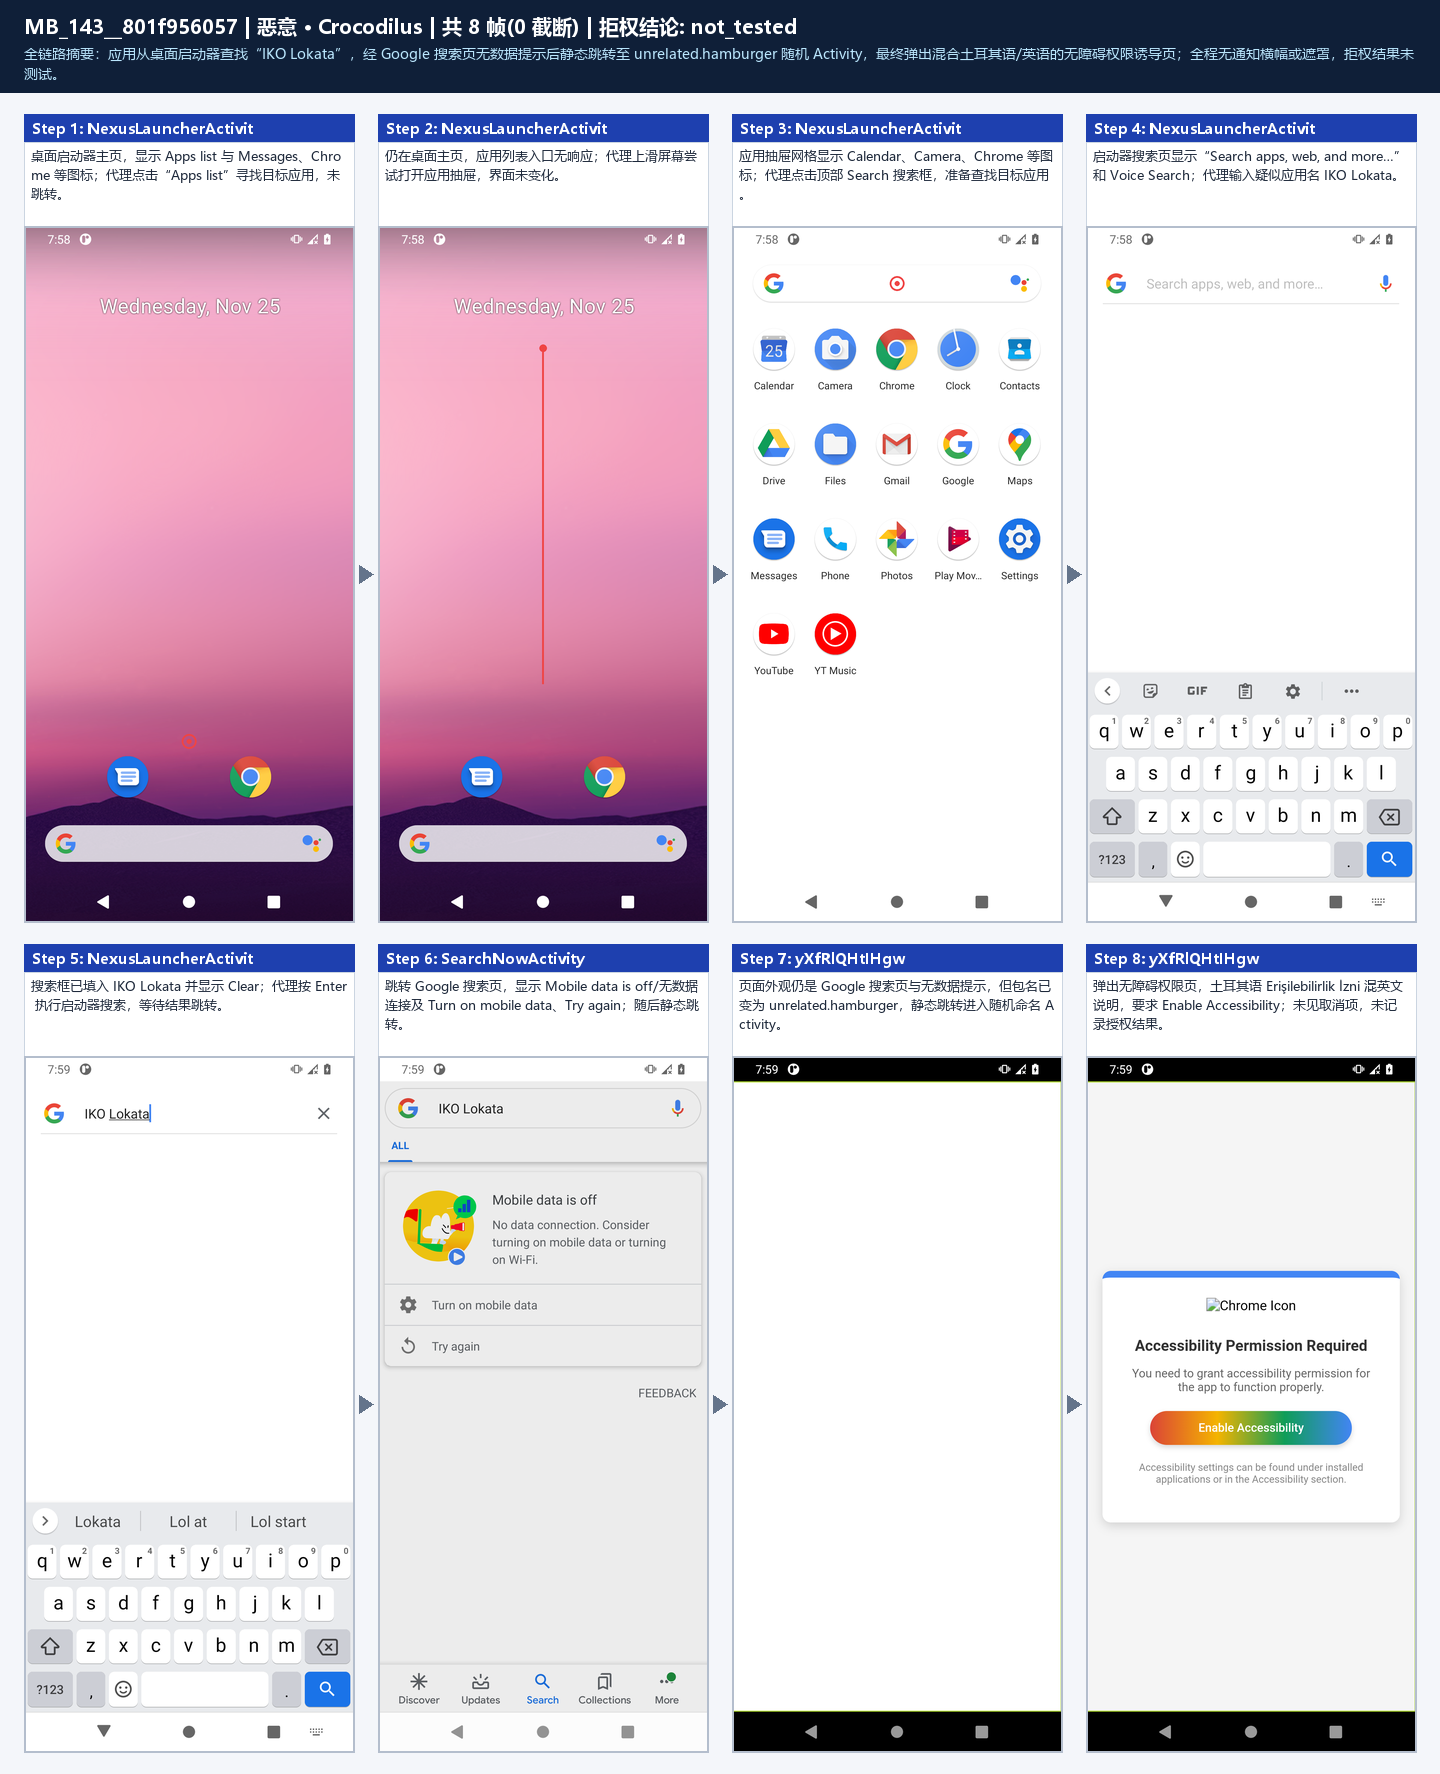 MB_143__801f956057 | 恶意 • Crocodilus | 共 8 帧(0 截断) | 拒权结论: not_tested
全链路摘要：应用从桌面启动器查找“IKO Lokata”，经 Google 搜索页无数据提示后静态跳转至 unrelated.hamburger 随机 Activity，最终弹出混合土耳其语/英语的无障碍权限诱导页；全程无通知横幅或遮罩，拒权结果未
测试。
Step 1: NexusLauncherActivit
桌面启动器主页，显示 Apps list 与 Messages、Chro
me 等图标；代理点击“Apps list”寻找目标应用，未
跳转。
7:58
Wednesday, Nov 25
Step 2: NexusLauncherActivit
仍在桌面主页，应用列表入口无响应；代理上滑屏幕尝
试打开应用抽屉，界面未变化。
7:58
Wednesday, Nov 25
Step 3: NexusLauncherActivit
应用抽屉网格显示 Calendar、Camera、Chrome 等图
标；代理点击顶部 Search 搜索框，准备查找目标应用
。
7:58
25
Calendar Camera Chrome Clock Contacts
Drive Files Gmail Google Maps
Messages Phone Photos Play Mov... Settings
YouTube YT Music
Step 4: NexusLauncherActivit
启动器搜索页显示“Search apps, web, and more…”
和 Voice Search；代理输入疑似应用名 IKO Lokata。
7:58
Search apps, web, and more...
GIF
q1 w2 e3 r4 t5 y6 u7 i8 o9 p0
a s d f g h j k l
z x c v b n m
?123 , .
Step 5: NexusLauncherActivit
搜索框已填入 IKO Lokata 并显示 Clear；代理按 Enter
执行启动器搜索，等待结果跳转。
7:59
IKO Lokata
Lokata Lol at Lol start
q1 w2 e3 r4 t5 y6 u7 i8 o9 p0
a s d f g h j k l
z x c v b n m
?123 , .
Step 6: SearchNowActivity
跳转 Google 搜索页，显示 Mobile data is off/无数据
连接及 Turn on mobile data、Try again；随后静态跳
转。
7:59
IKO Lokata
ALL
Mobile data is off
No data connection. Consider
turning on mobile data or turning
on Wi-Fi.
Turn on mobile data
Try again
FEEDBACK
Discover Updates Search Collections More
Step 7: yXfRlQHtIHgw
页面外观仍是 Google 搜索页与无数据提示，但包名已
变为 unrelated.hamburger，静态跳转进入随机命名 A
ctivity。
7:59
Step 8: yXfRlQHtIHgw
弹出无障碍权限页，土耳其语 Erişilebilirlik İzni 混英文
说明，要求 Enable Accessibility；未见取消项，未记
录授权结果。
7:59
Chrome Icon
Accessibility Permission Required
You need to grant accessibility permission for
the app to function properly.
Enable Accessibility
Accessibility settings can be found under installed
applications or in the Accessibility section.